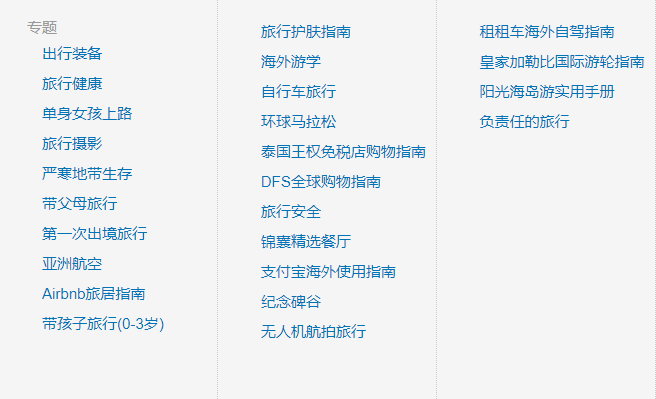 专题
出行装备
旅行健康
单身女孩上路
旅行摄影
严寒地带生存
带父母旅行
第一次出境旅行
亚洲航空
Airbnb旅居指南
带孩子旅行(0-3岁)
旅行护肤指南
海外游学
自行车旅行
环球马拉松
泰国王权免税店购物指南
DFS全球购物指南
旅行安全
锦囊精选餐厅
支付宝海外使用指南
纪念碑谷
无人机航拍旅行
租租车海外自驾指南
皇家加勒比国际游轮指南
阳光海岛游实用手册
负责任的旅行